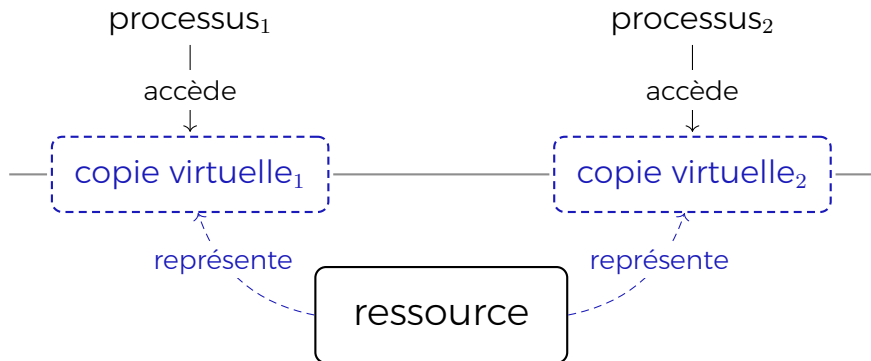 processus₁ processus₂
accède accède
copie virtuelle₁ copie virtuelle₂
représente représente
ressource